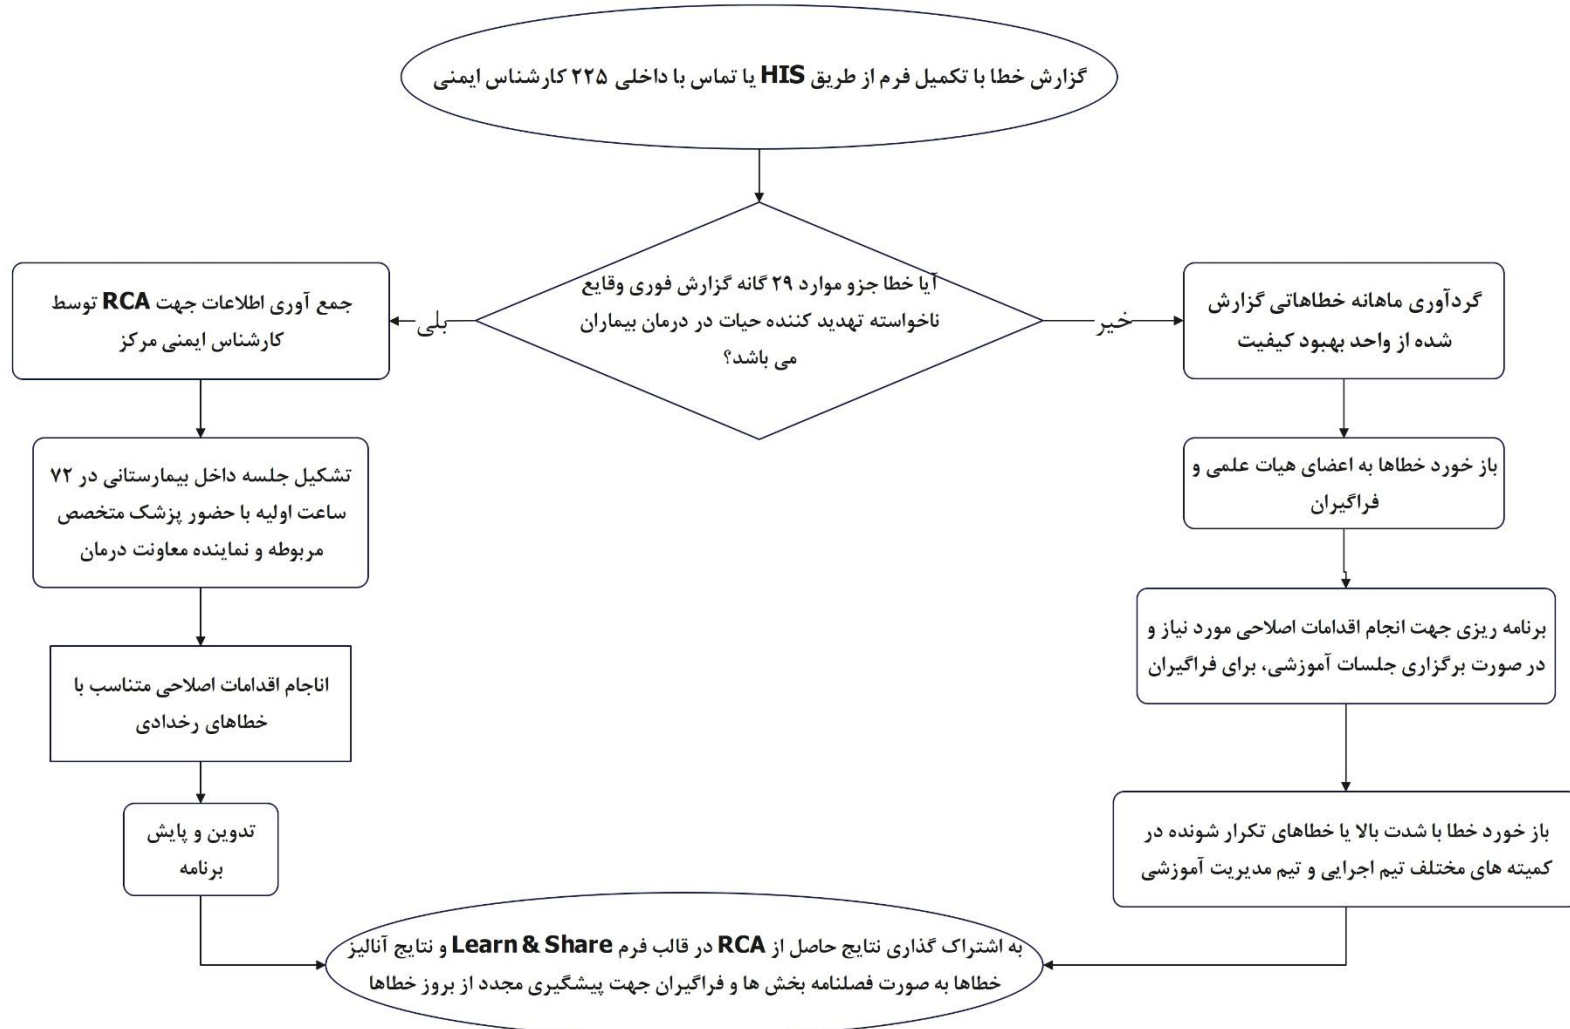 گزارش خطا با تکمیل فرم از طریق HIS یا تماس با داخلی ۲۲۵ کارشناس ایمنی
آیا خطا جزو موارد ۲۹ گانه گزارش فوری وقایع
ناخواسته تهدید کننده حیات در درمان بیماران
می باشد؟
خیر
گردآوری ماهانه خطاهاتی گزارش
شده از واحد بهبود کیفیت
باز خورد خطاها به اعضای هیات علمی و
فراگیران
برنامه ریزی جهت انجام اقدامات اصلاحی مورد نیاز و
در صورت برگزاری جلسات آموزشی، برای فراگیران
باز خورد خطا با شدت بالا یا خطاهای تکرار شونده در
کمیته های مختلف تیم اجرایی و تیم مدیریت آموزشی
بلی
جمع آوری اطلاعات جهت RCA توسط
کارشناس ایمنی مرکز
تشکیل جلسه داخل بیمارستانی در ۷۲
ساعت اولیه با حضور پزشک متخصص
مربوطه و نماینده معاونت درمان
اناجام اقدامات اصلاحی متناسب با
خطاهای رخدادی
تدوین و پایش
برنامه
به اشتراک گذاری نتایج حاصل از RCA در قالب فرم Learn & Share و نتایج آنالیز
خطاها به صورت فصلنامه بخش ها و فراگیران جهت پیشگیری مجدد از بروز خطاها